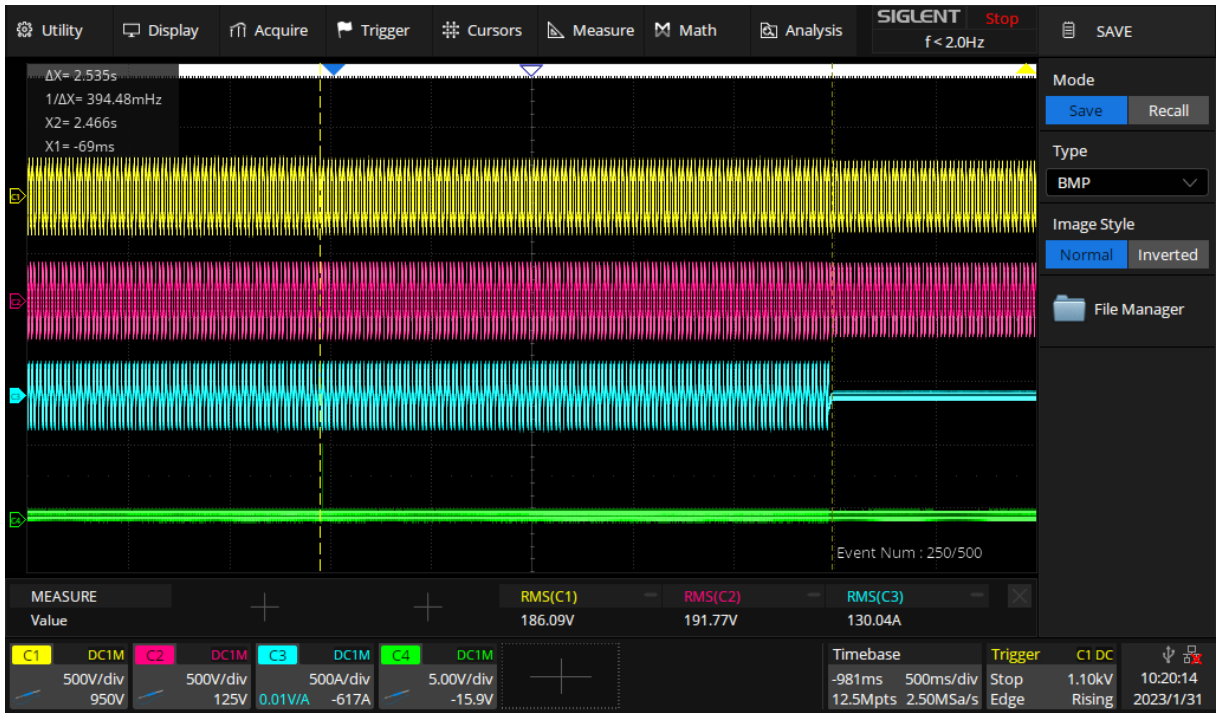 Utility Display Acquire Trigger Cursors Measure Math Analysis SIGLENT Stop SAVE
f < 2.0Hz
ΔX= 2.535s
1/ΔX= 394.48mHz
X2= 2.466s
X1= -69ms
Mode
Save Recall
Type
BMP
Image Style
Normal Inverted
File Manager
C1
C2
C3
C4
Event Num : 250/500
MEASURE RMS(C1) RMS(C2) RMS(C3)
Value 186.09V 191.77V 130.04A
C1 DC1M C2 DC1M C3 DC1M C4 DC1M Timebase Trigger C1 DC
500V/div 500V/div 500A/div 5.00V/div -981ms 500ms/div Stop 1.10kV 10:20:14
950V 125V 0.01V/A -617A -15.9V 12.5Mpts 2.50MSa/s Edge Rising 2023/1/31